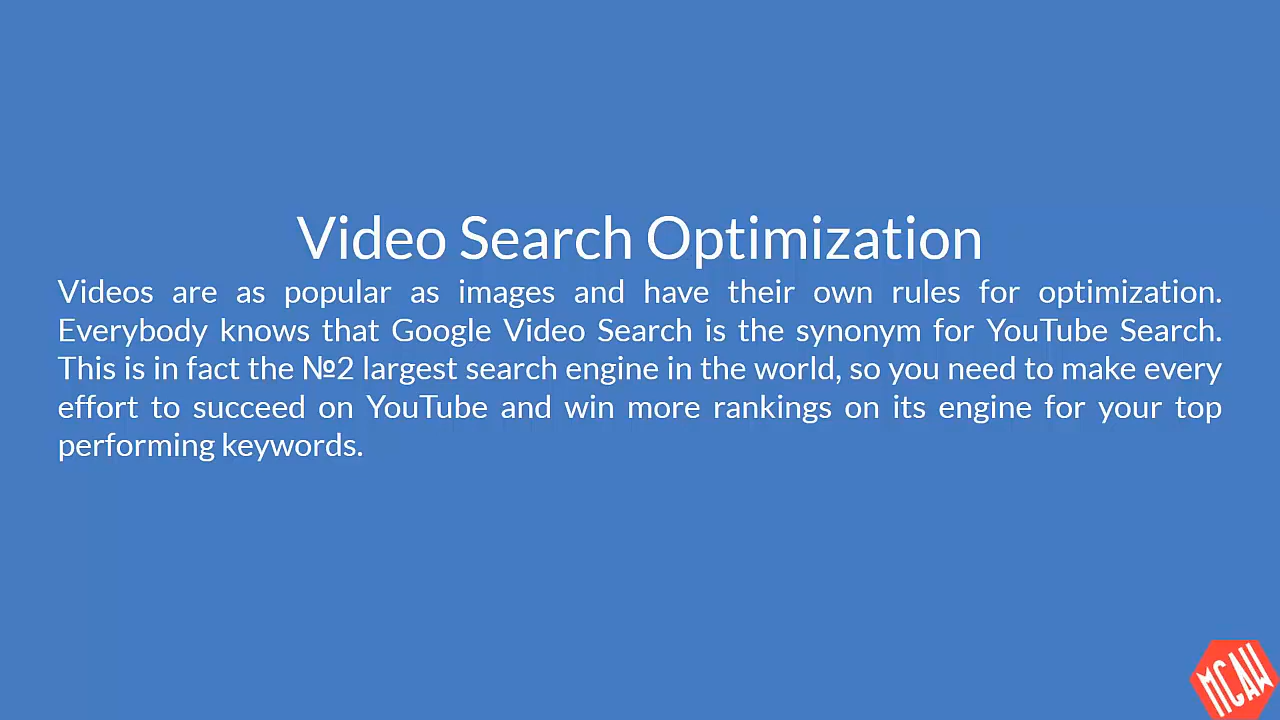 Video Search Optimization
Videos are as popular as images and have their own rules for optimization.
Everybody knows that Google Video Search is the synonym for YouTube Search.
This is in fact the №2 largest search engine in the world, so you need to make every
effort to succeed on YouTube and win more rankings on its engine for your top
performing keywords.
MCAW